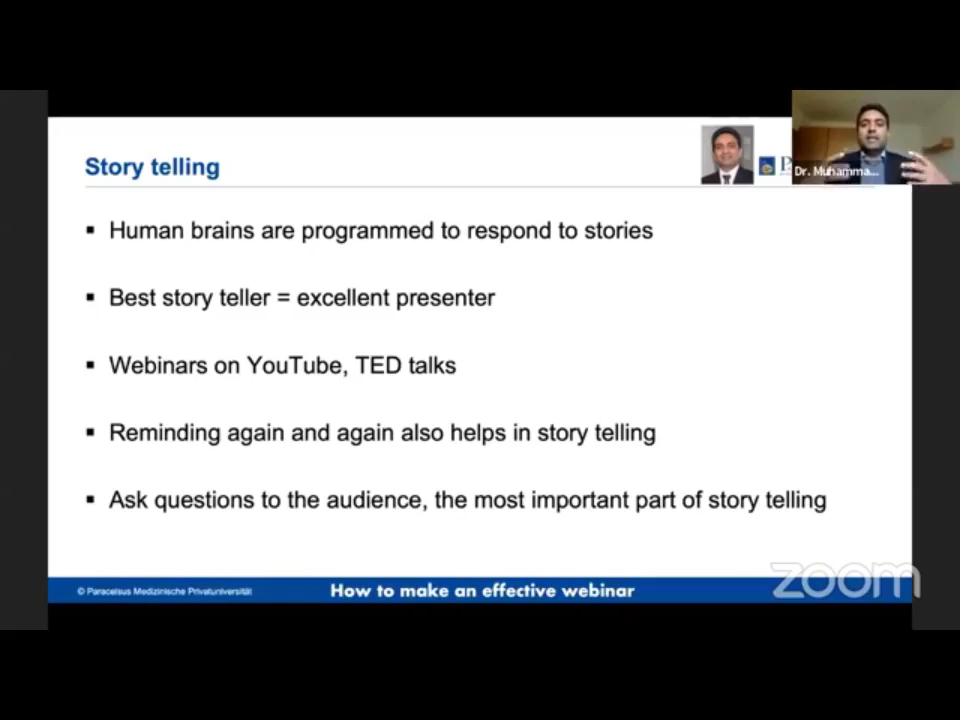 Story telling
Dr. Muhamma...
▪ Human brains are programmed to respond to stories
▪ Best story teller = excellent presenter
▪ Webinars on YouTube, TED talks
▪ Reminding again and again also helps in story telling
▪ Ask questions to the audience, the most important part of story telling
© Paracelsus Medizinische Privatuniversität
How to make an effective webinar
zoom